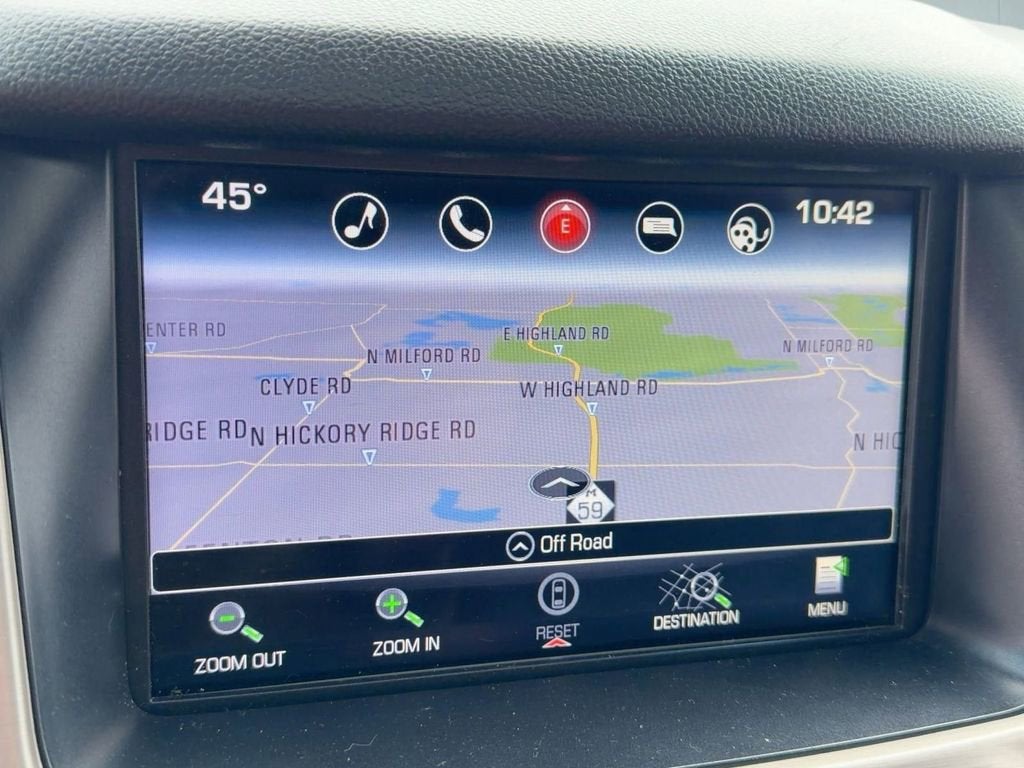 45°
E
10:42
ENTER RD
E HIGHLAND RD
N MILFORD RD
N MILFORD RD
CLYDE RD
W HIGHLAND RD
RIDGE RD
N HICKORY RIDGE RD
N HIC
M
59
Off Road
ZOOM OUT
ZOOM IN
RESET
DESTINATION
MENU